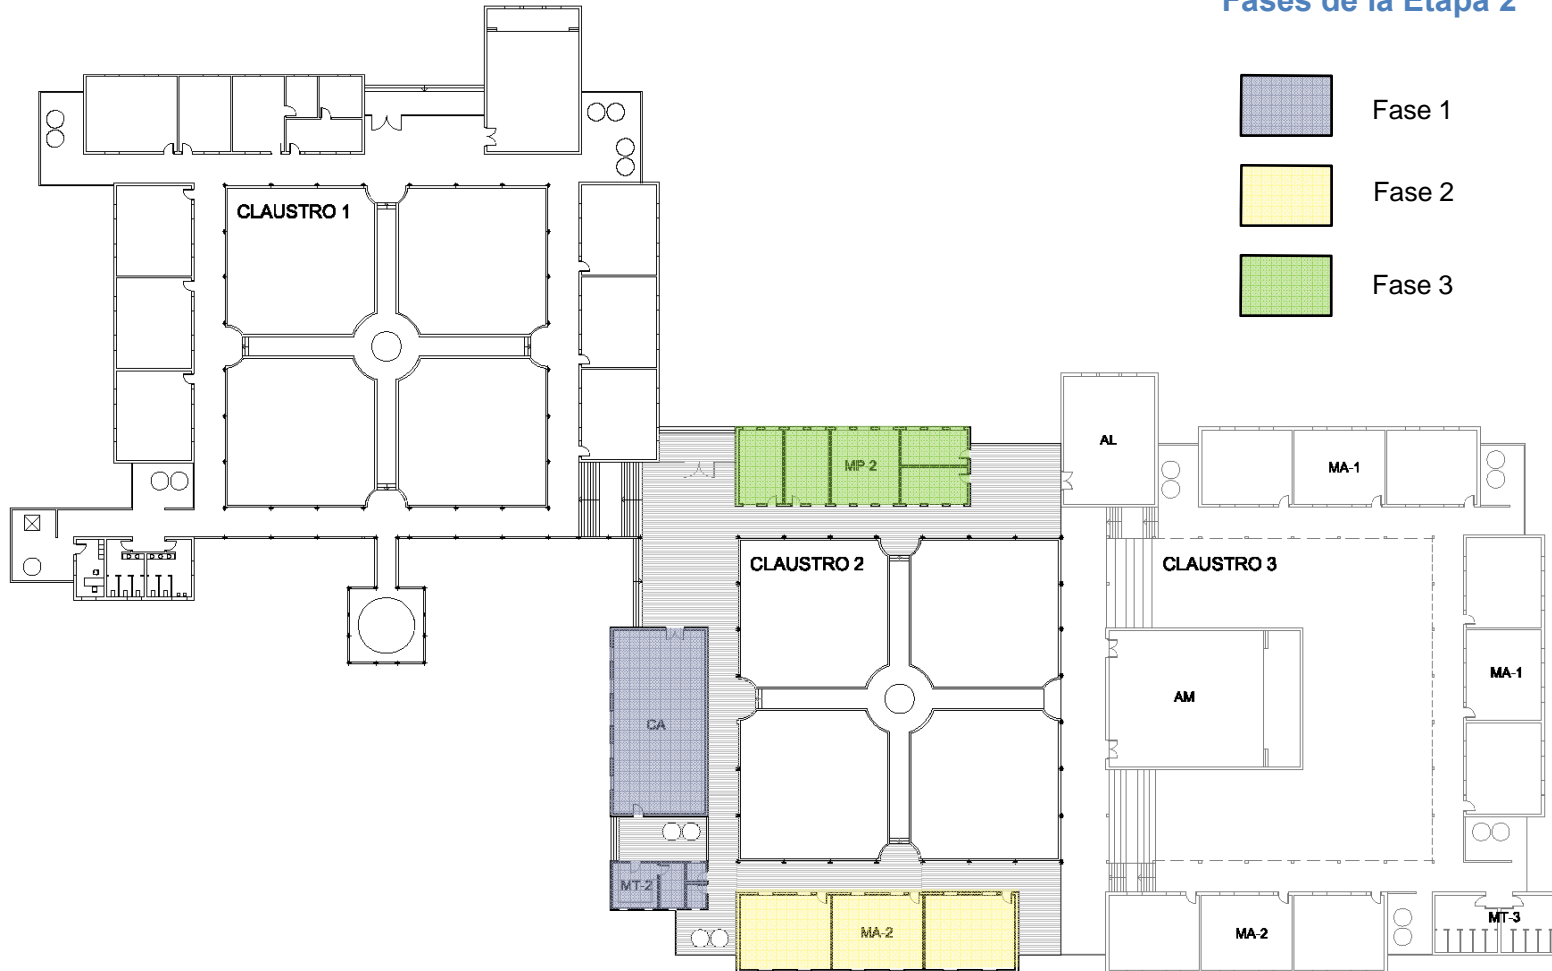 Fases de la Etapa 2
Fase 1
Fase 2
Fase 3
CLAUSTRO 1
AL
MA-1
MP-2
CLAUSTRO 2
CLAUSTRO 3
MA-1
AM
CA
MT-2
MA-2
MA-2
MT-3